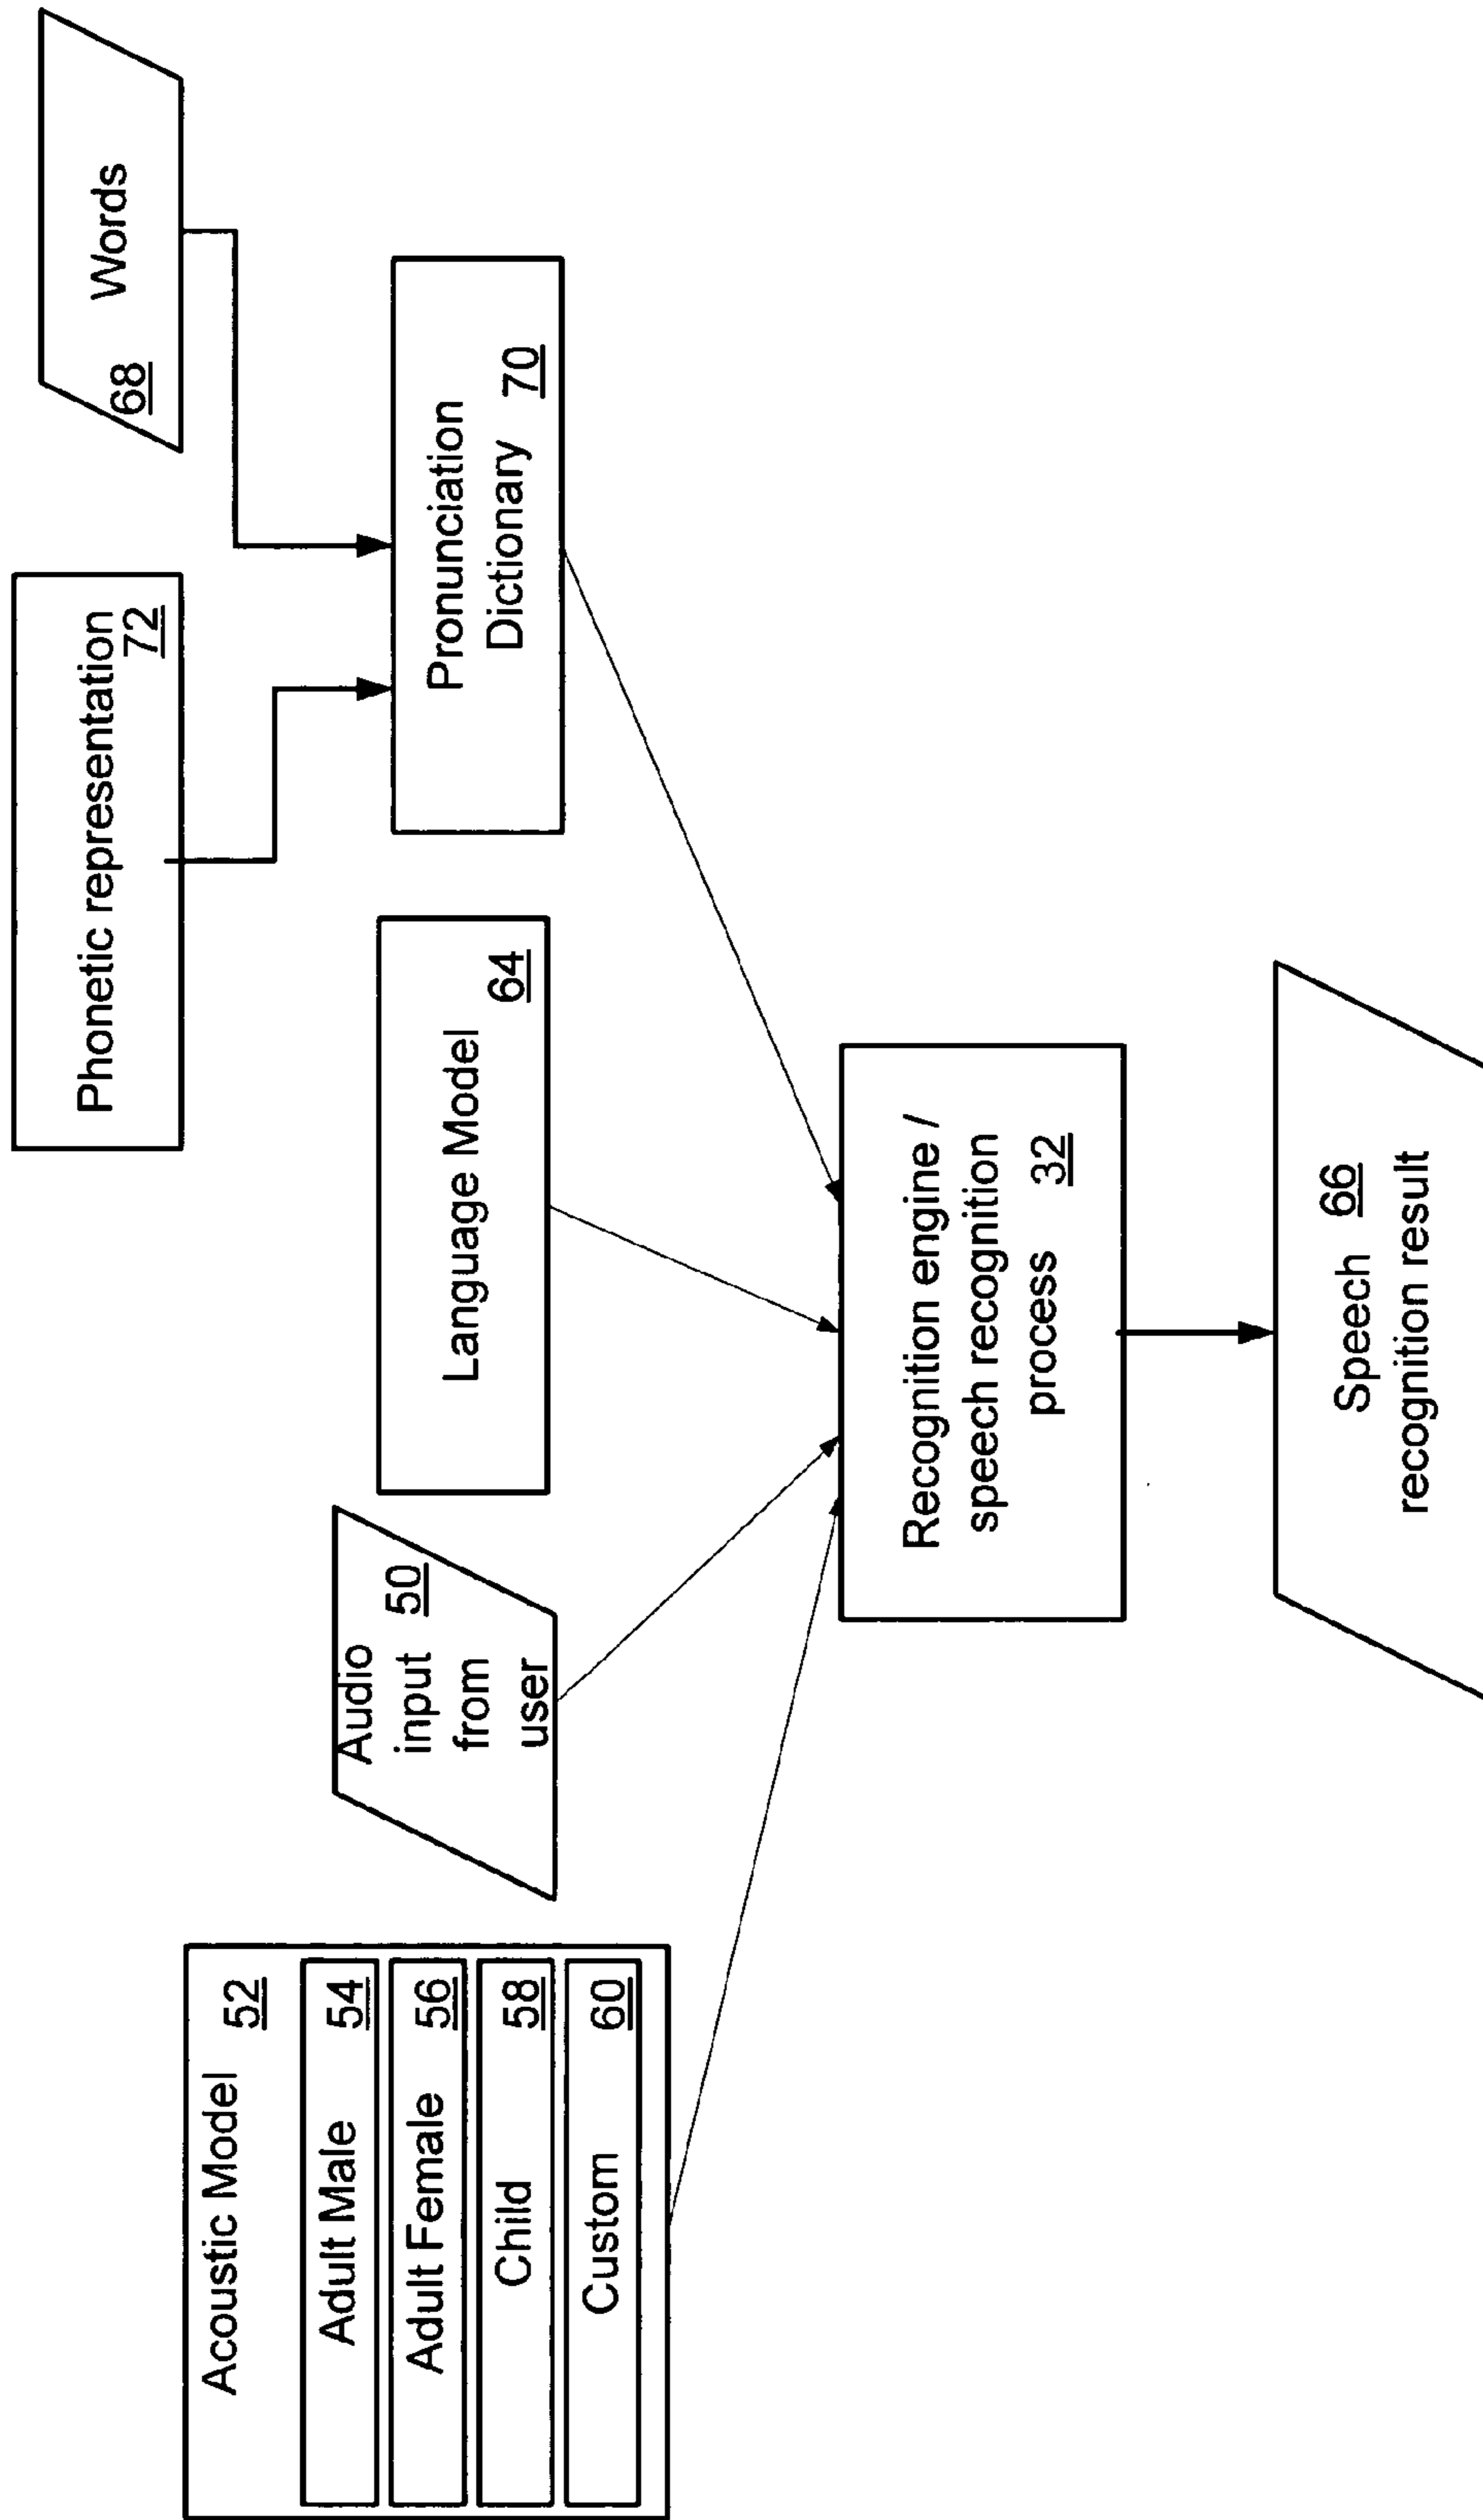 Acoustic Model 52
Adult Male 54
Adult Female 56
Child 58
Custom 60
Audio
input 50
from
user
Language Model
64
Phonetic representation
72
Words
68
Pronunciation
Dictionary 70
Recognition engine /
speech recognition
process 32
Speech 66
recognition result